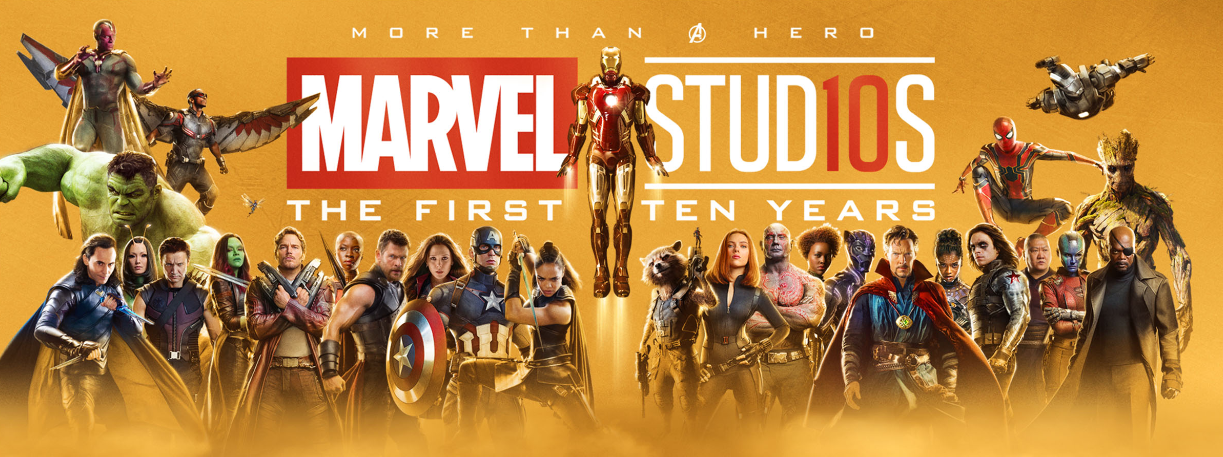 MORE THAN A HERO
MARVEL STUD10S
THE FIRST TEN YEARS